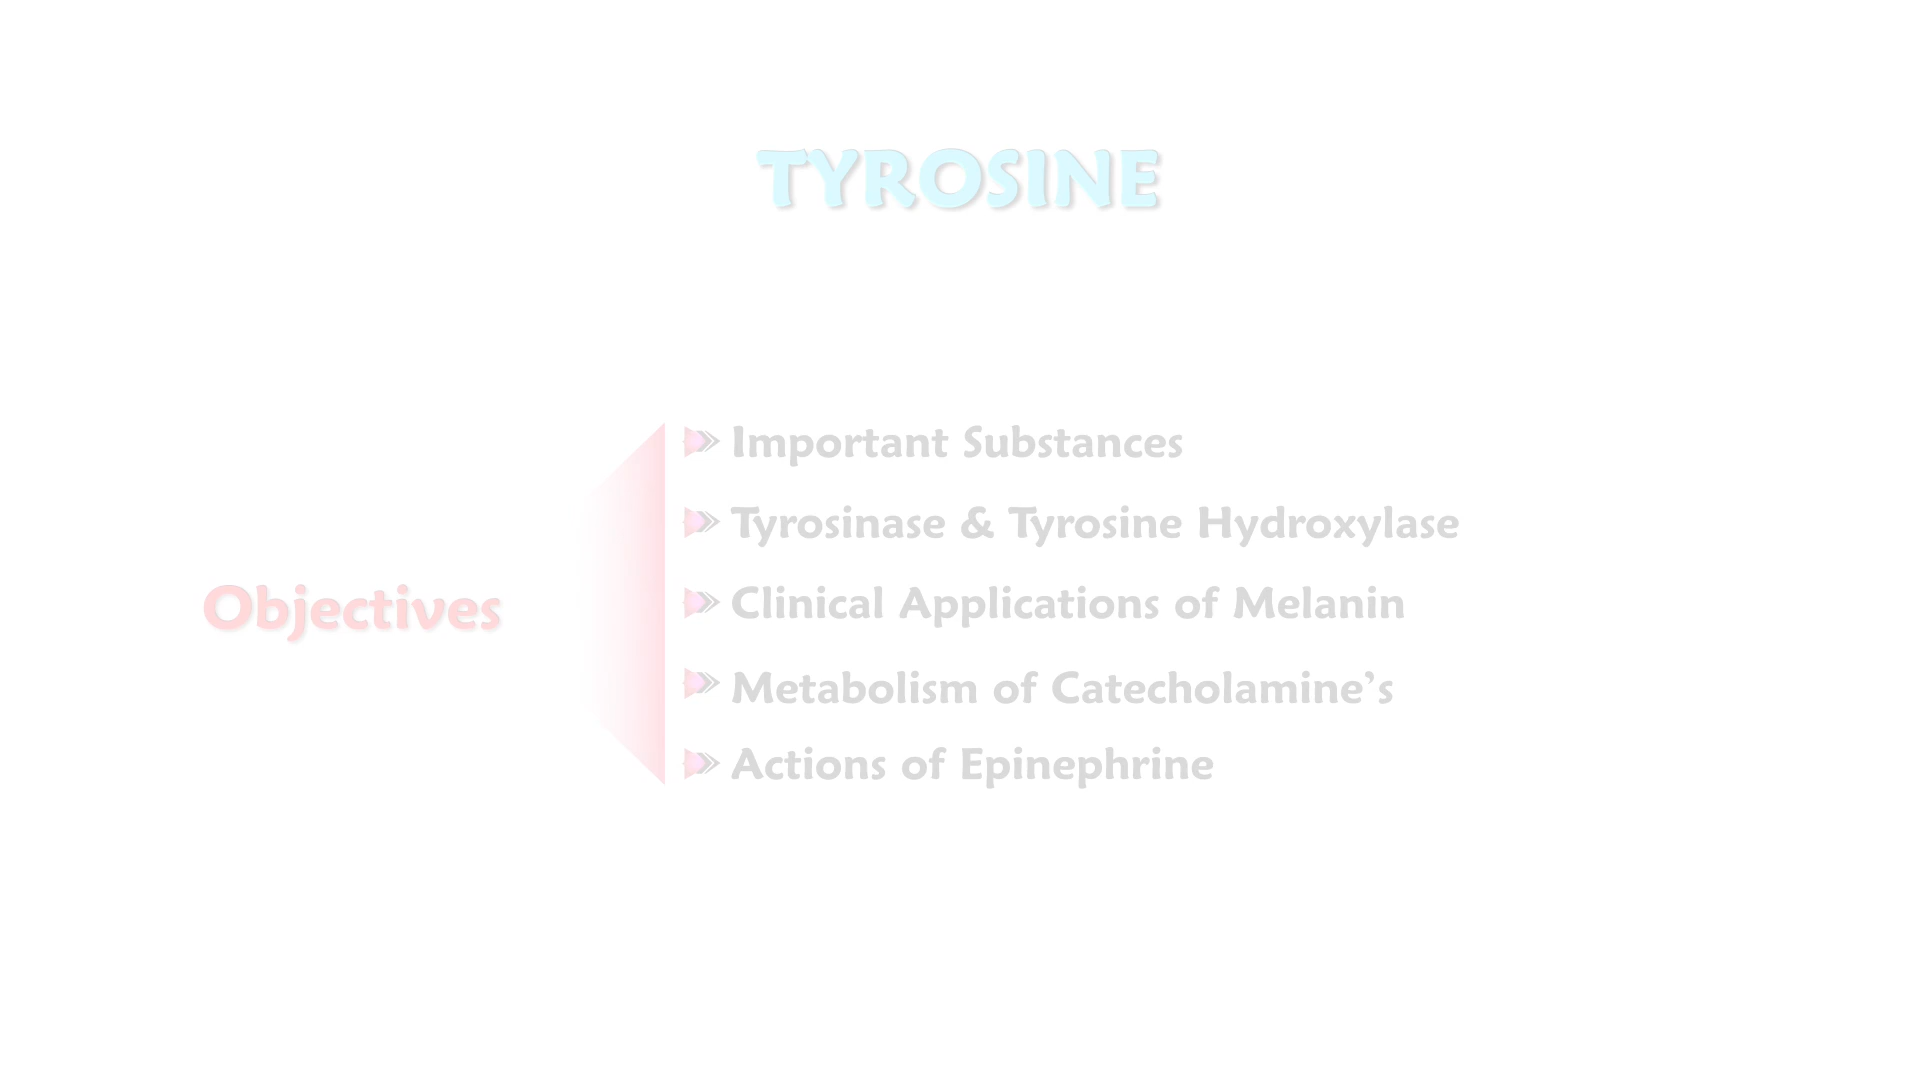 TYROSINE
Objectives
Important Substances
Tyrosinase & Tyrosine Hydroxylase
Clinical Applications of Melanin
Metabolism of Catecholamine’s
Actions of Epinephrine